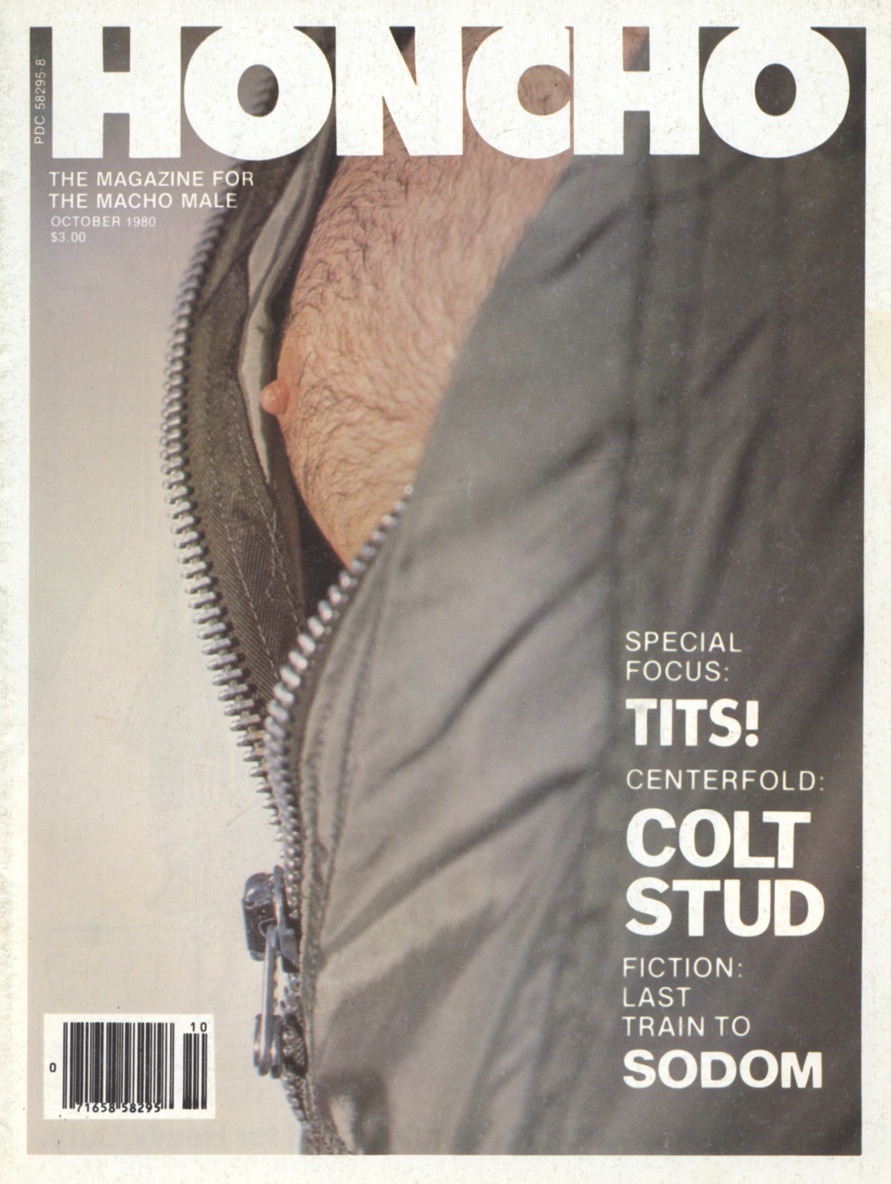 PDC 58295-8
HONCHO
THE MAGAZINE FOR
THE MACHO MALE
OCTOBER 1980
$3.00
SPECIAL
FOCUS:
TITS!
CENTERFOLD:
COLT
STUD
FICTION:
LAST
TRAIN TO
SODOM
10
0
71658 58295